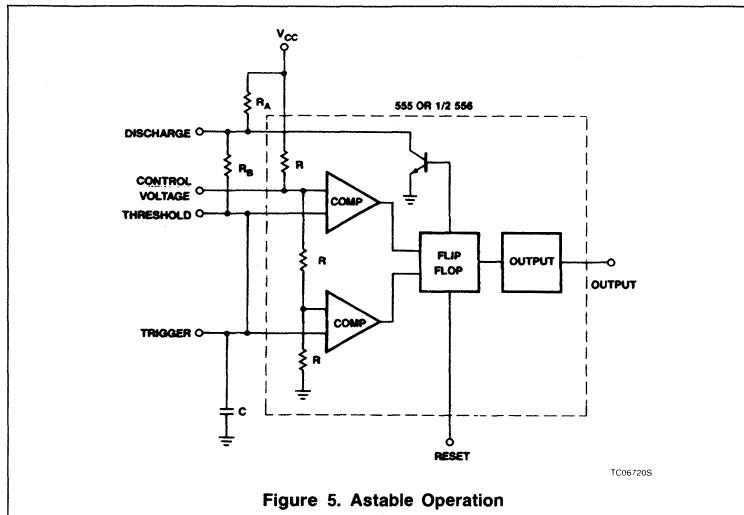 VCC
RA
555 OR 1/2 556
DISCHARGE
RB
R
CONTROL
VOLTAGE
COMP
THRESHOLD
FLIP
FLOP
OUTPUT
R
OUTPUT
COMP
TRIGGER
R
C
RESET
TC06720S
Figure 5. Astable Operation